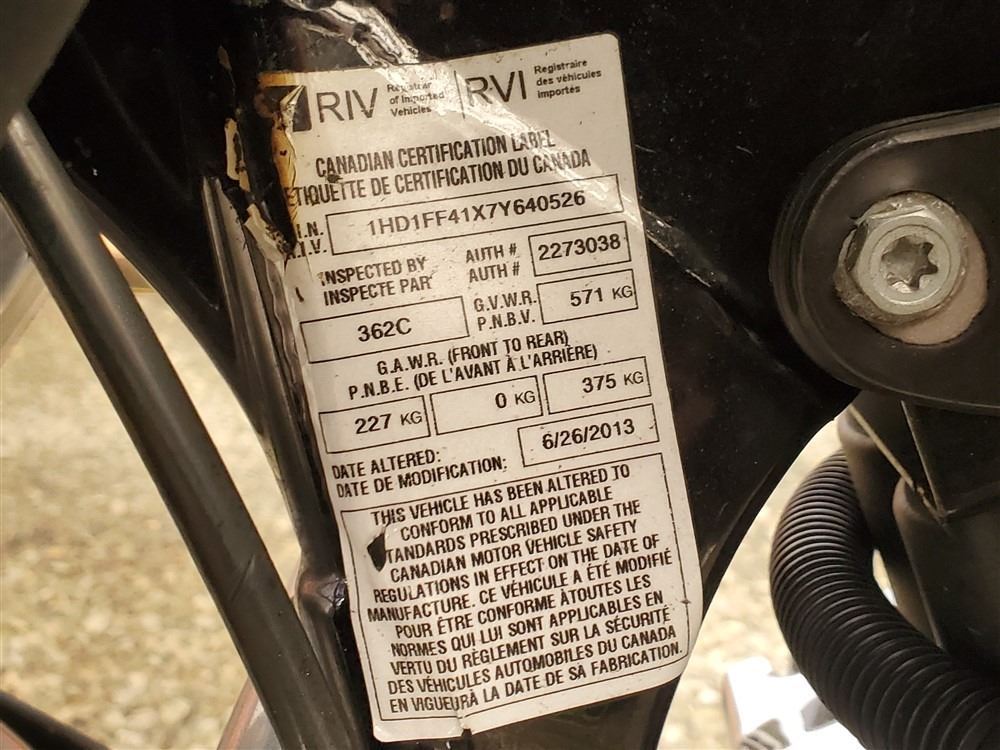 RIV Registrar of Imported Vehicles RVI Registraire des véhicules importés
CANADIAN CERTIFICATION LABEL
ETIQUETTE DE CERTIFICATION DU CANADA
I.N. 1HD1FF41X7Y640526
I.V.
INSPECTED BY AUTH # 2273038
INSPECTE PAR AUTH #
362C G.V.W.R. 571 KG
P.N.B.V.
G.A.W.R. (FRONT TO REAR)
P.N.B.E. (DE L'AVANT À L'ARRIÈRE)
227 KG 0 KG 375 KG
DATE ALTERED: 6/26/2013
DATE DE MODIFICATION:
THIS VEHICLE HAS BEEN ALTERED TO
CONFORM TO ALL APPLICABLE
TANDARDS PRESCRIBED UNDER THE
CANADIAN MOTOR VEHICLE SAFETY
REGULATIONS IN EFFECT ON THE DATE OF
MANUFACTURE. CE VÉHICULE A ÉTÉ MODIFIÉ
POUR ÊTRE CONFORME ÀTOUTES LES
NORMES QUI LUI SONT APPLICABLES EN
VERTU DU RÈGLEMENT SUR LA SÉCURITÉ
DES VÉHICULES AUTOMOBILES DU CANADA
EN VIGUEURÀ LA DATE DE SA FABRICATION.